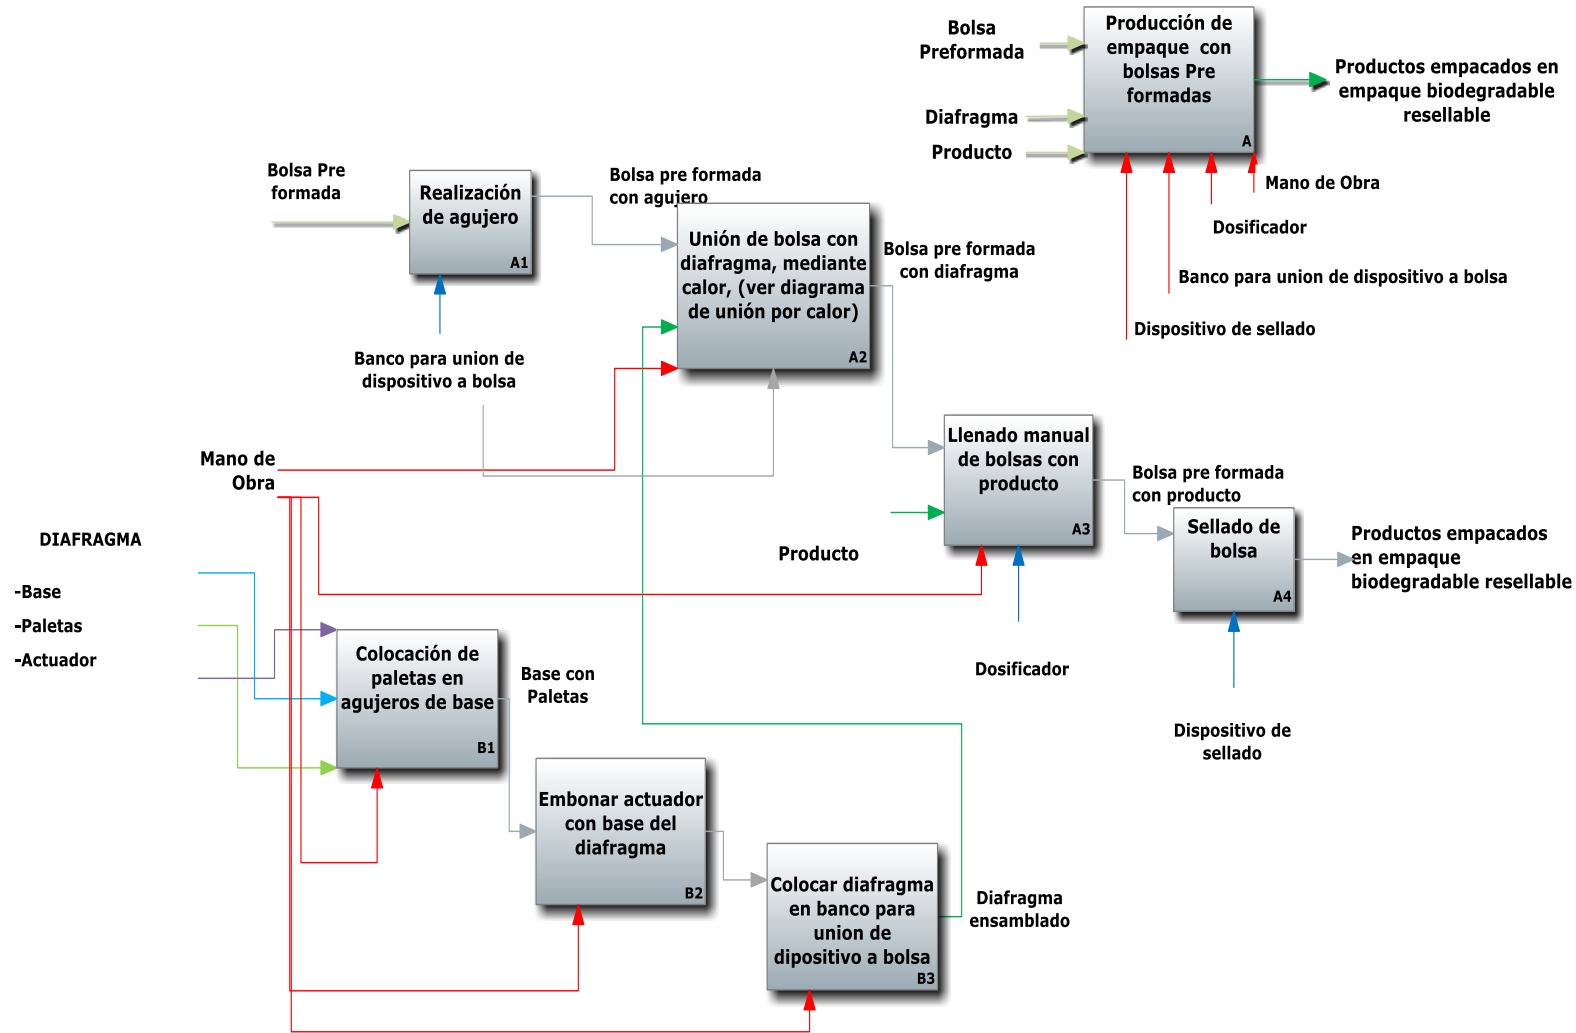 Bolsa
Preformada
Diafragma
Producto
Producción de
empaque con
bolsas Pre
formadas
A
Productos empacados en
empaque biodegradable
resellable
Mano de Obra
Dosificador
Banco para union de dispositivo a bolsa
Dispositivo de sellado
Bolsa Pre
formada
Realización
de agujero
A1
Bolsa pre formada
con agujero
Banco para union de
dispositivo a bolsa
Unión de bolsa con
diafragma, mediante
calor, (ver diagrama
de unión por calor)
A2
Bolsa pre formada
con diafragma
Mano de
Obra
Llenado manual
de bolsas con
producto
A3
Producto
Dosificador
Bolsa pre formada
con producto
Sellado de
bolsa
A4
Productos empacados
en empaque
biodegradable resellable
Dispositivo de
sellado
DIAFRAGMA
-Base
-Paletas
-Actuador
Colocación de
paletas en
agujeros de base
B1
Base con
Paletas
Embonar actuador
con base del
diafragma
B2
Colocar diafragma
en banco para
union de
dipositivo a bolsa
B3
Diafragma
ensamblado